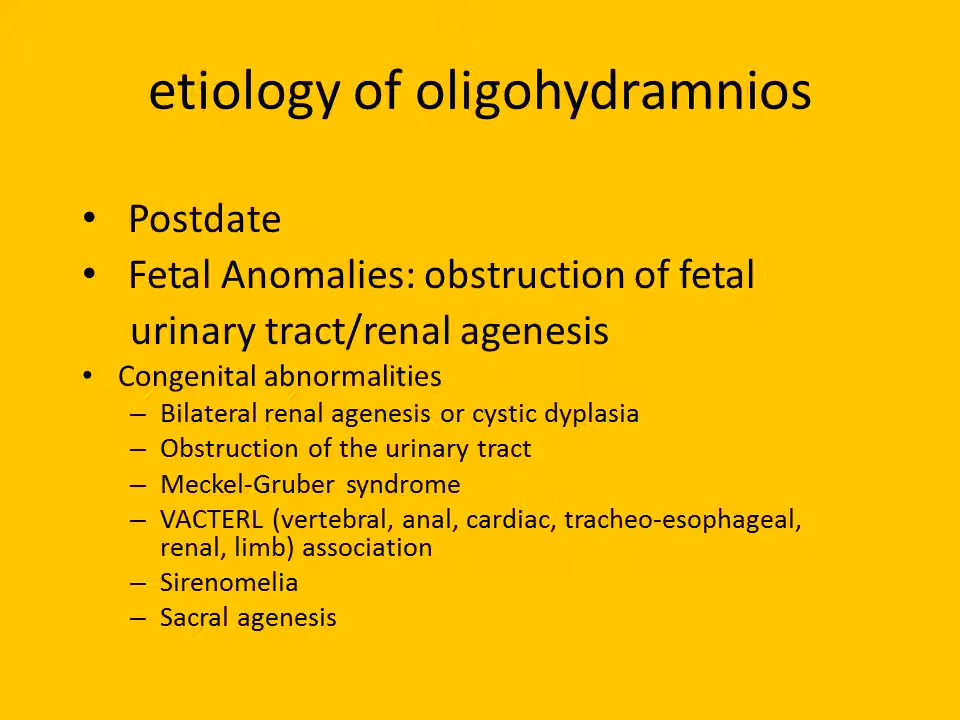 etiology of oligohydramnios
• Postdate
• Fetal Anomalies: obstruction of fetal
urinary tract/renal agenesis
• Congenital abnormalities
– Bilateral renal agenesis or cystic dyplasia
– Obstruction of the urinary tract
– Meckel-Gruber syndrome
– VACTERL (vertebral, anal, cardiac, tracheo-esophageal,
renal, limb) association
– Sirenomelia
– Sacral agenesis